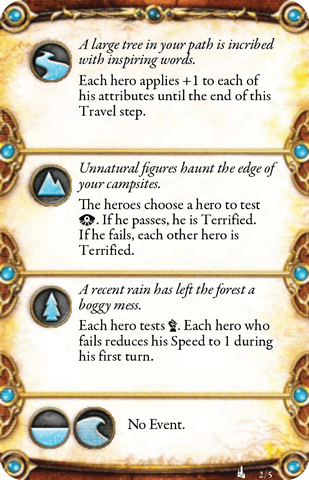 A large tree in your path is incribed
with inspiring words.
Each hero applies +1 to each of
his attributes until the end of this
Travel step.
Unnatural figures haunt the edge of
your campsites.
The heroes choose a hero to test
. If he passes, he is Terrified.
If he fails, each other hero is
Terrified.
A recent rain has left the forest a
boggy mess.
Each hero tests . Each hero who
fails reduces his Speed to 1 during
his first turn.
No Event.
2/5